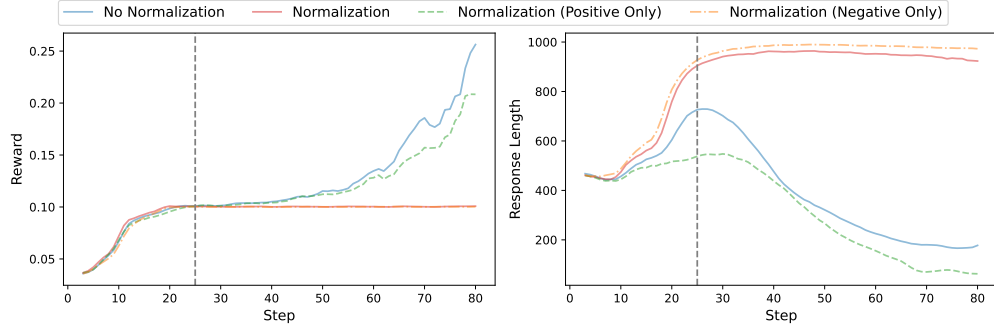 No Normalization Normalization Normalization (Positive Only) Normalization (Negative Only)
Reward
0.25
0.20
0.15
0.10
0.05
0 10 20 30 40 50 60 70 80
Step
Response Length
1000
800
600
400
200
0 10 20 30 40 50 60 70 80
Step